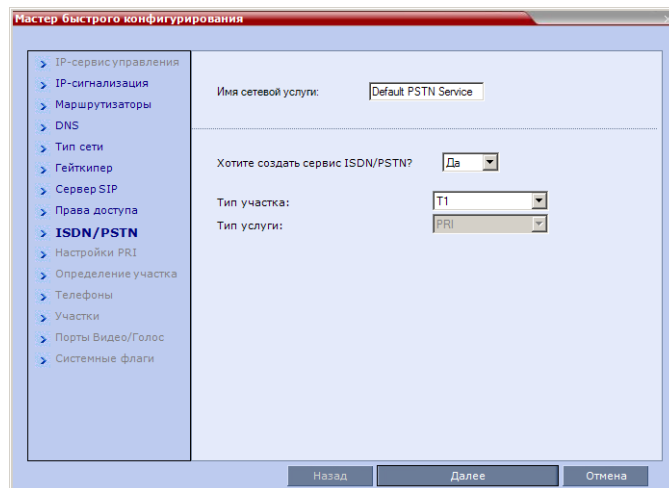 Мастер быстрого конфигурирования
IP-сервис управления
IP-сигнализация
Маршрутизаторы
DNS
Тип сети
Гейткипер
Сервер SIP
Права доступа
ISDN/PSTN
Настройки PRI
Определение участка
Телефоны
Участки
Порты Видео/Голос
Системные флаги
Имя сетевой услуги: Default PSTN Service
Хотите создать сервис ISDN/PSTN? Да
Тип участка: T1
Тип услуги: PRI
Назад Далее Отмена